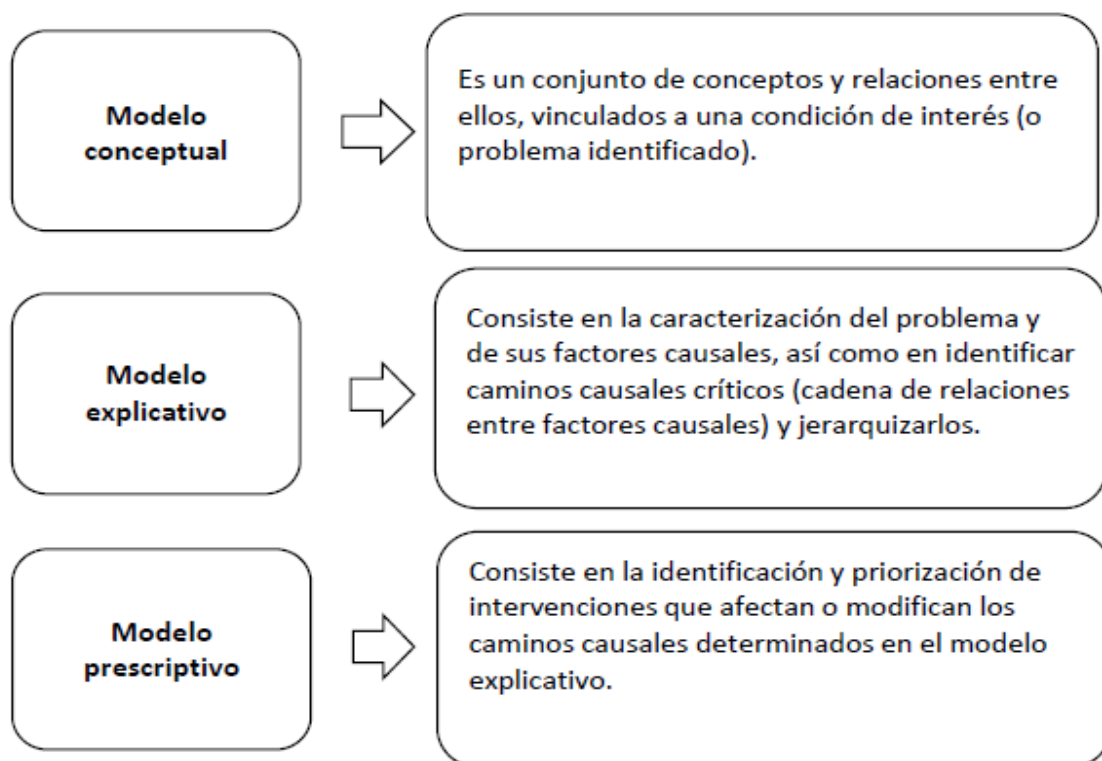 Modelo
conceptual
Es un conjunto de conceptos y relaciones entre
ellos, vinculados a una condición de interés (o
problema identificado).
Modelo
explicativo
Consiste en la caracterización del problema y
de sus factores causales, así como en identificar
caminos causales críticos (cadena de relaciones
entre factores causales) y jerarquizarlos.
Modelo
prescriptivo
Consiste en la identificación y priorización de
intervenciones que afectan o modifican los
caminos causales determinados en el modelo
explicativo.